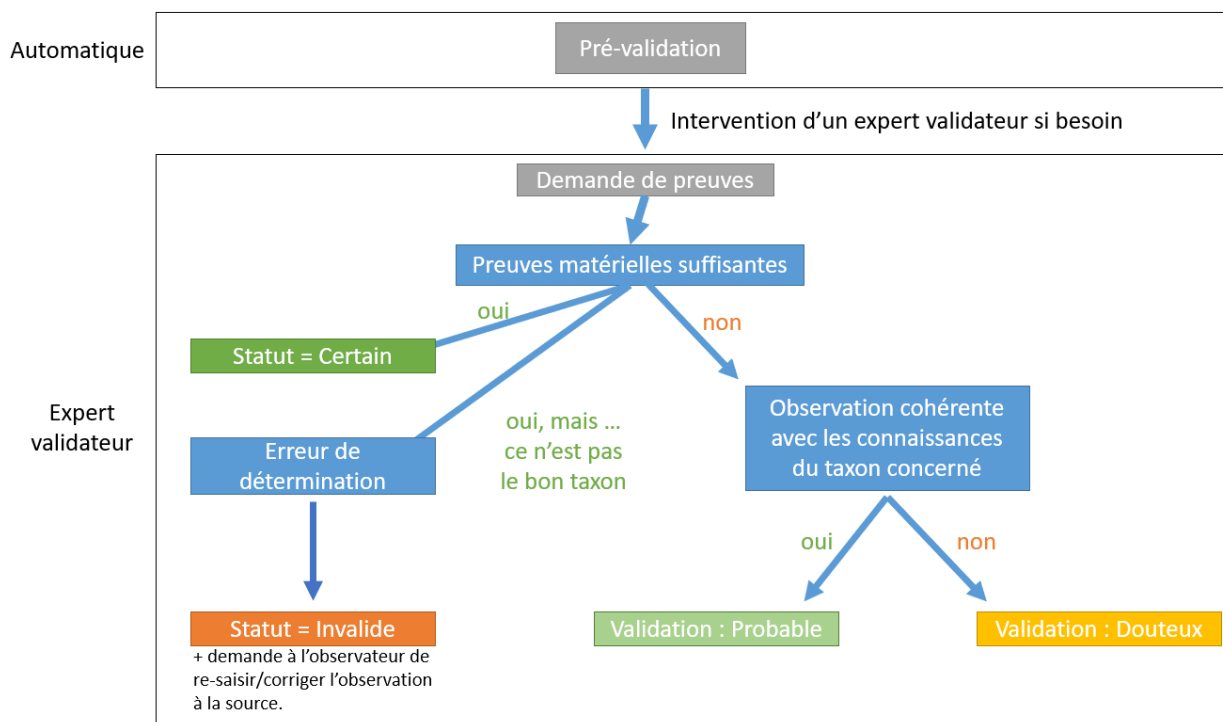 Automatique
Pré-validation
Intervention d’un expert validateur si besoin
Demande de preuves
Preuves matérielles suffisantes
oui
non
Statut = Certain
Expert
validateur
oui, mais ...
ce n’est pas
le bon taxon
Observation cohérente
avec les connaissances
du taxon concerné
Erreur de
détermination
oui
non
Statut = Invalide
+ demande à l’observateur de
re-saisir/corriger l’observation
à la source.
Validation : Probable
Validation : Douteux